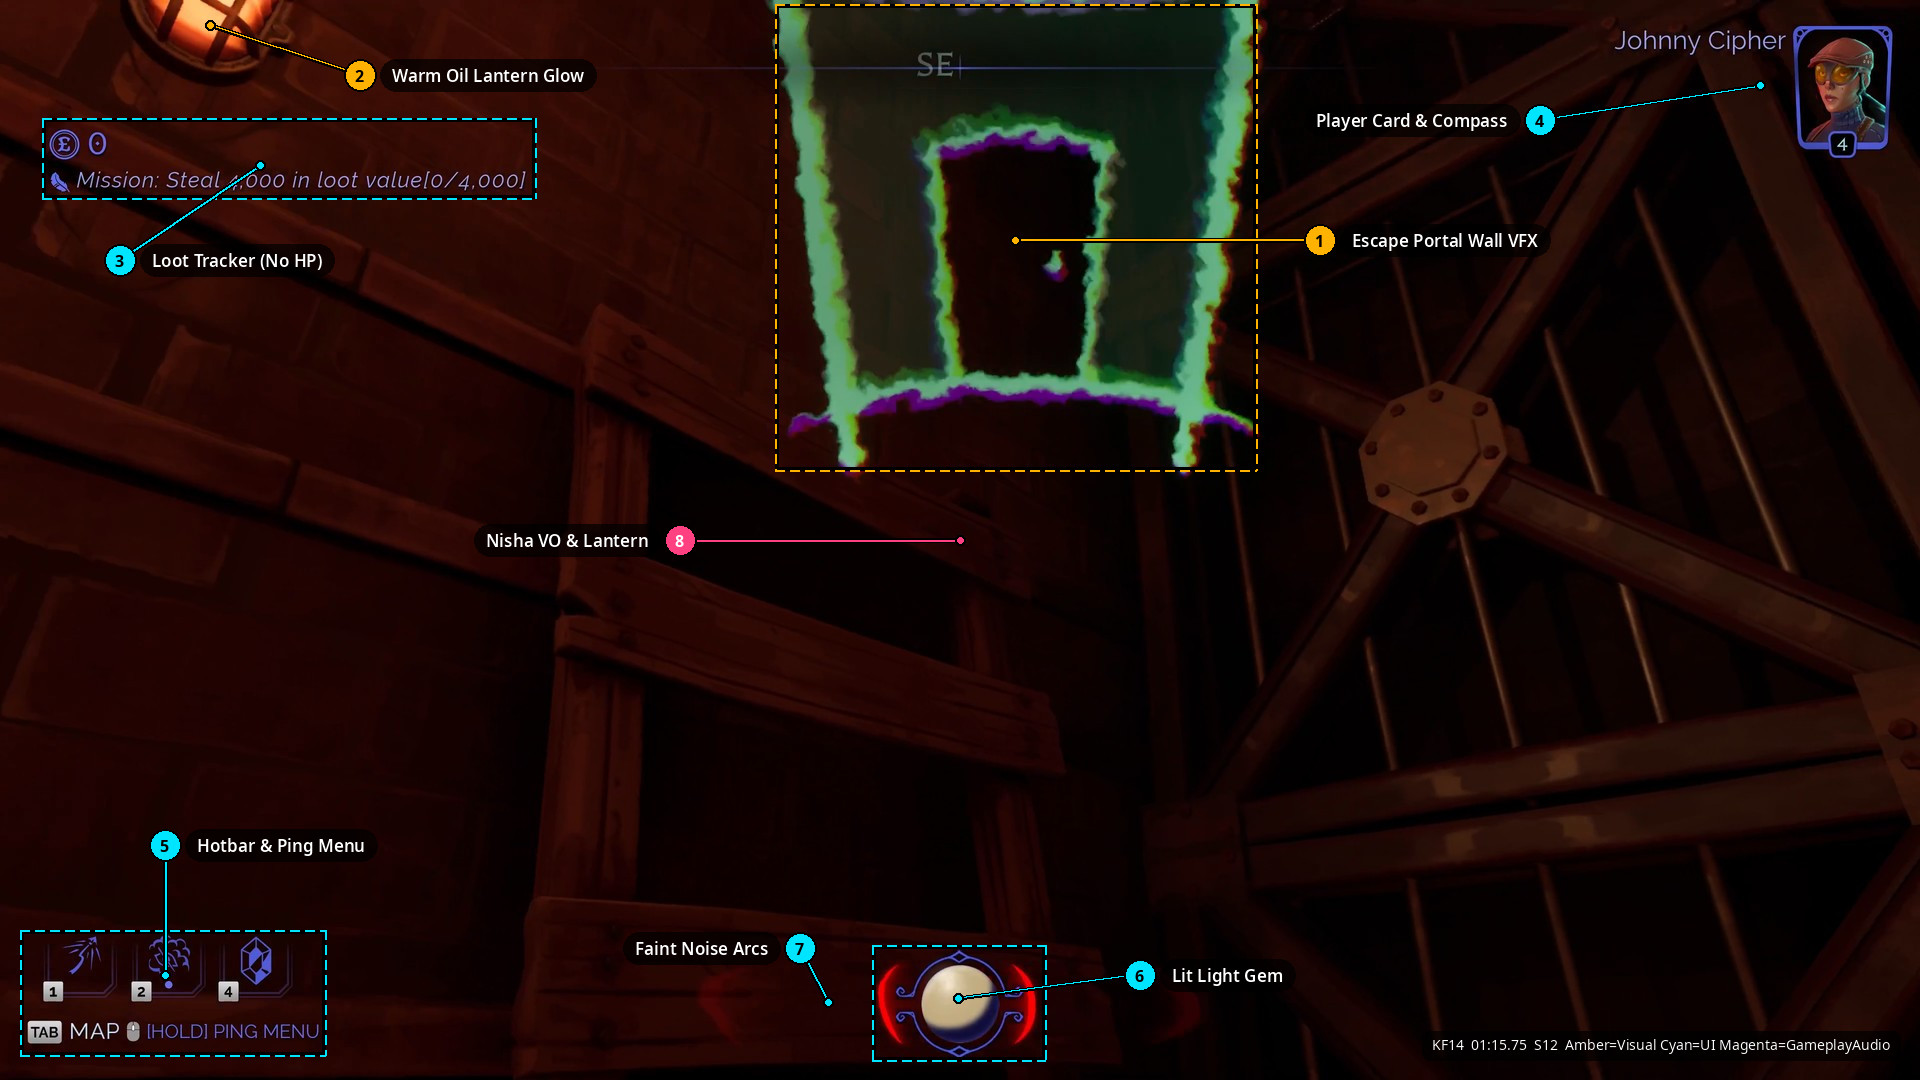 SE
Johnny Cipher
4
2 Warm Oil Lantern Glow
Player Card & Compass 4
£ 0
Mission: Steal 4,000 in loot value[0/4,000]
1 Escape Portal Wall VFX
3 Loot Tracker (No HP)
Nisha VO & Lantern 8
5 Hotbar & Ping Menu
Faint Noise Arcs 7
6 Lit Light Gem
1 2 4
TAB MAP [HOLD] PING MENU
KF14 01:15.75 S12 Amber=Visual Cyan=UI Magenta=GameplayAudio